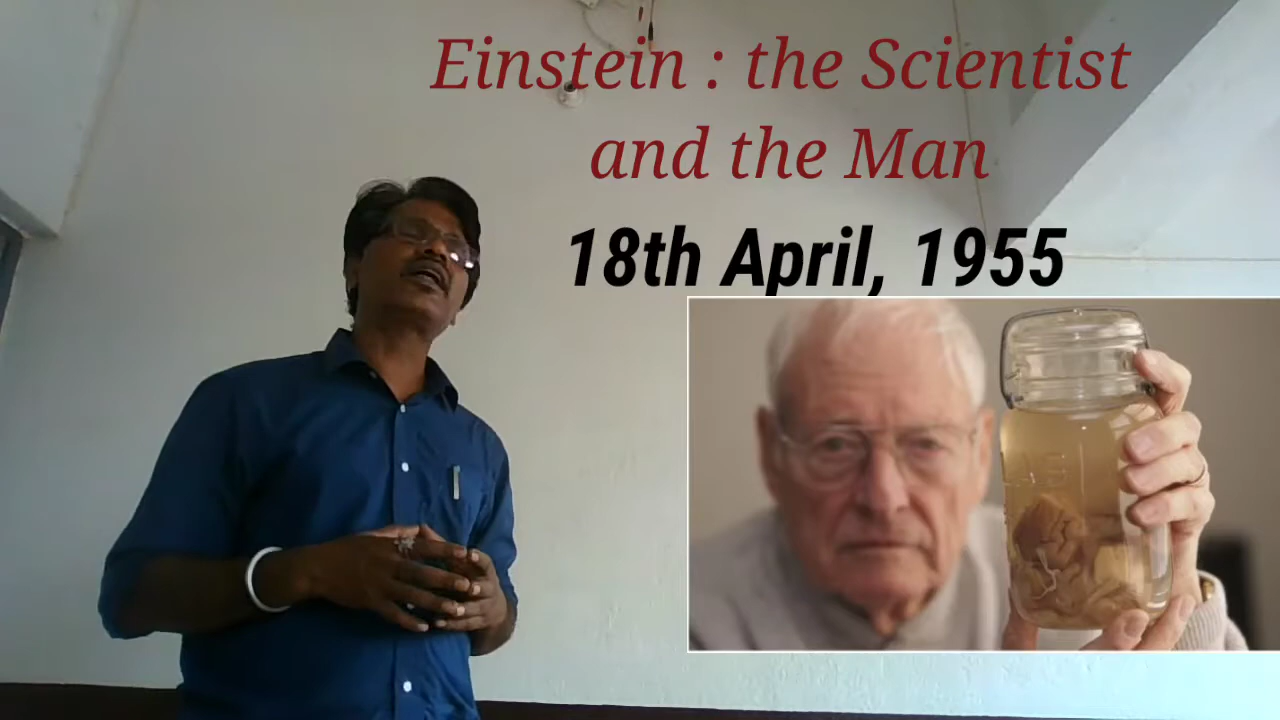 Einstein : the Scientist
and the Man
18th April, 1955